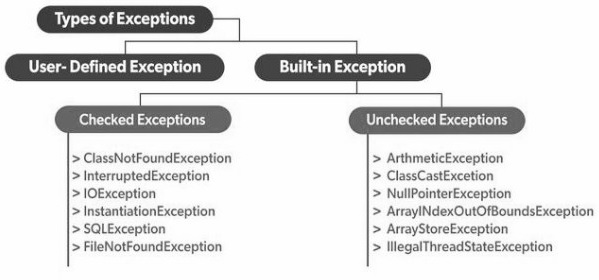 Types of Exceptions
User- Defined Exception
Built-in Exception
Checked Exceptions
> ClassNotFoundException
> InterruptedException
> IOException
> InstantiationException
> SQLException
> FileNotFoundException
Unchecked Exceptions
> ArthmeticException
> ClassCastExcetion
> NullPointerException
> ArrayINdexOutOfBoundsException
> ArrayStoreException
> IllegalThreadStateException